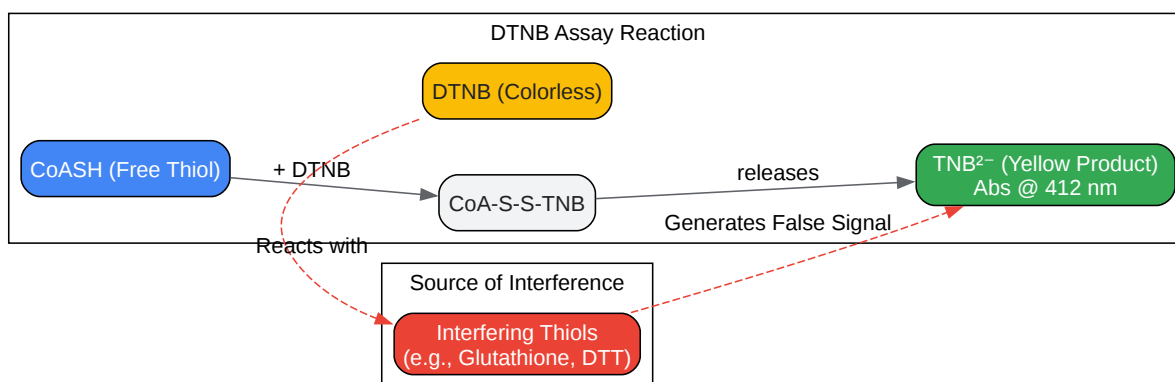 DTNB Assay Reaction
DTNB (Colorless)
CoASH (Free Thiol)
+ DTNB
CoA-S-S-TNB
releases
TNB²⁻ (Yellow Product)
Abs @ 412 nm
Generates False Signal
Reacts with
Source of Interference
Interfering Thiols
(e.g., Glutathione, DTT)